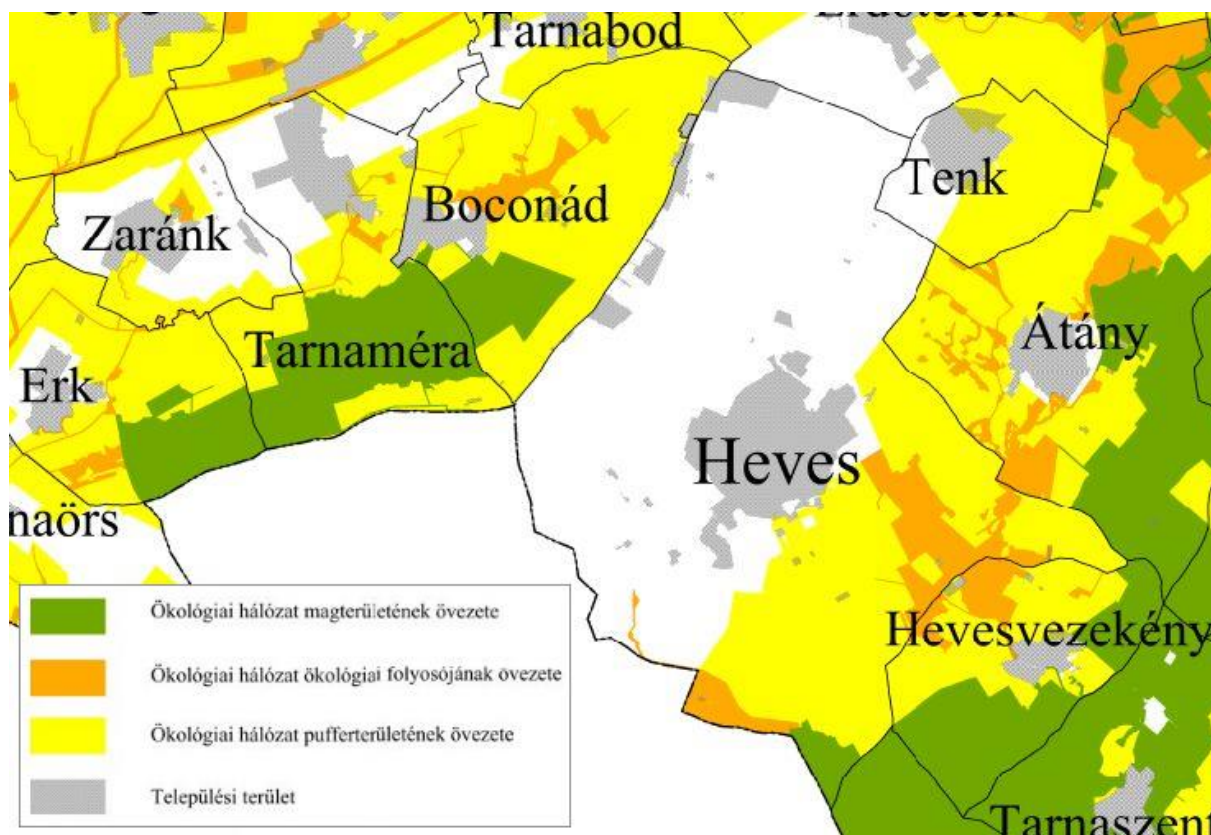 Tarnabod
Erdőtelek
Tenk
Boconád
Zaránk
Átány
Tarnaméra
Erk
Heves
naörs
Hevesvezekény
Tarnaszent
Ökológiai hálózat magterületének övezete
Ökológiai hálózat ökológiai folyosójának övezete
Ökológiai hálózat pufferterületének övezete
Települési terület